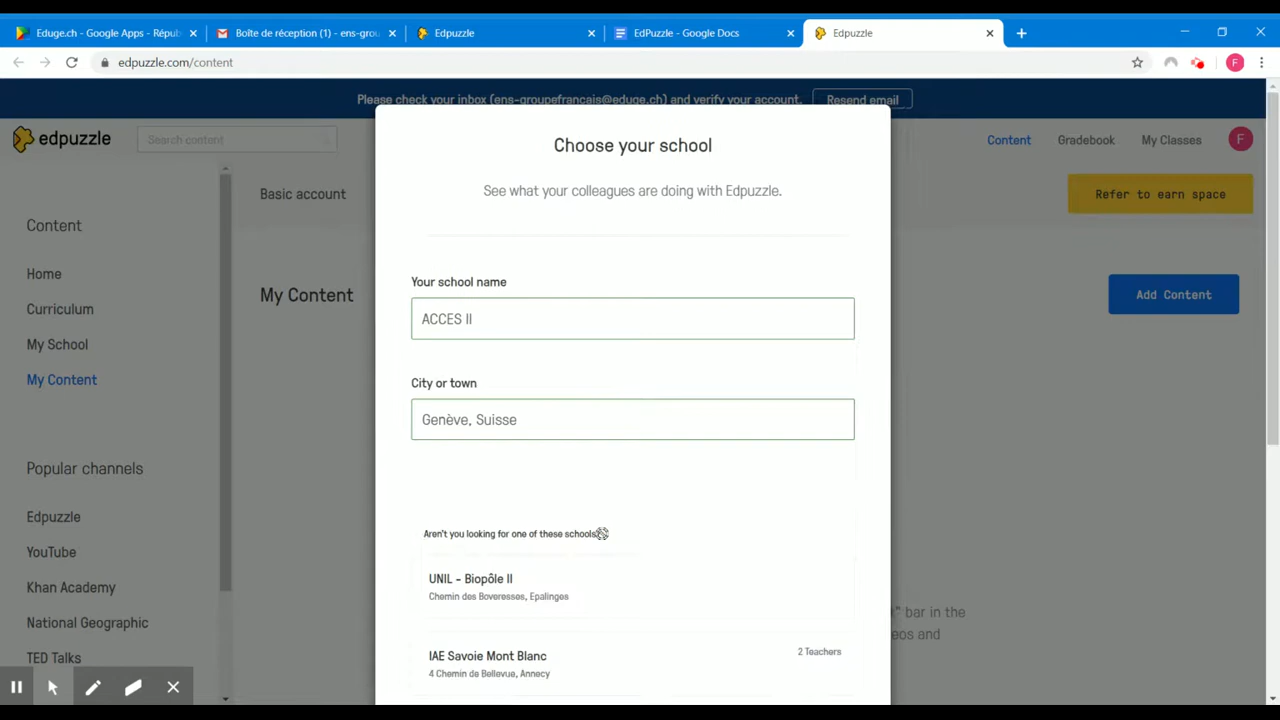 Eduge.ch - Google Apps - Répub
Boîte de réception (1) - ens-grou
Edpuzzle
EdPuzzle - Google Docs
Edpuzzle
edpuzzle.com/content
F
Please check your inbox (ens-groupefrancais@eduge.ch) and verify your account.
Resend email
edpuzzle
Search content
Content
Gradebook
My Classes
F
Basic account
Refer to earn space
Content
Home
Curriculum
My School
My Content
Popular channels
Edpuzzle
YouTube
Khan Academy
National Geographic
TED Talks
My Content
Add Content
Choose your school
See what your colleagues are doing with Edpuzzle.
Your school name
ACCES II
City or town
Genève, Suisse
Aren't you looking for one of these schools
UNIL - Biopôle II
Chemin des Boveresses, Epalinges
IAE Savoie Mont Blanc
2 Teachers
4 Chemin de Bellevue, Annecy
bar in the
and